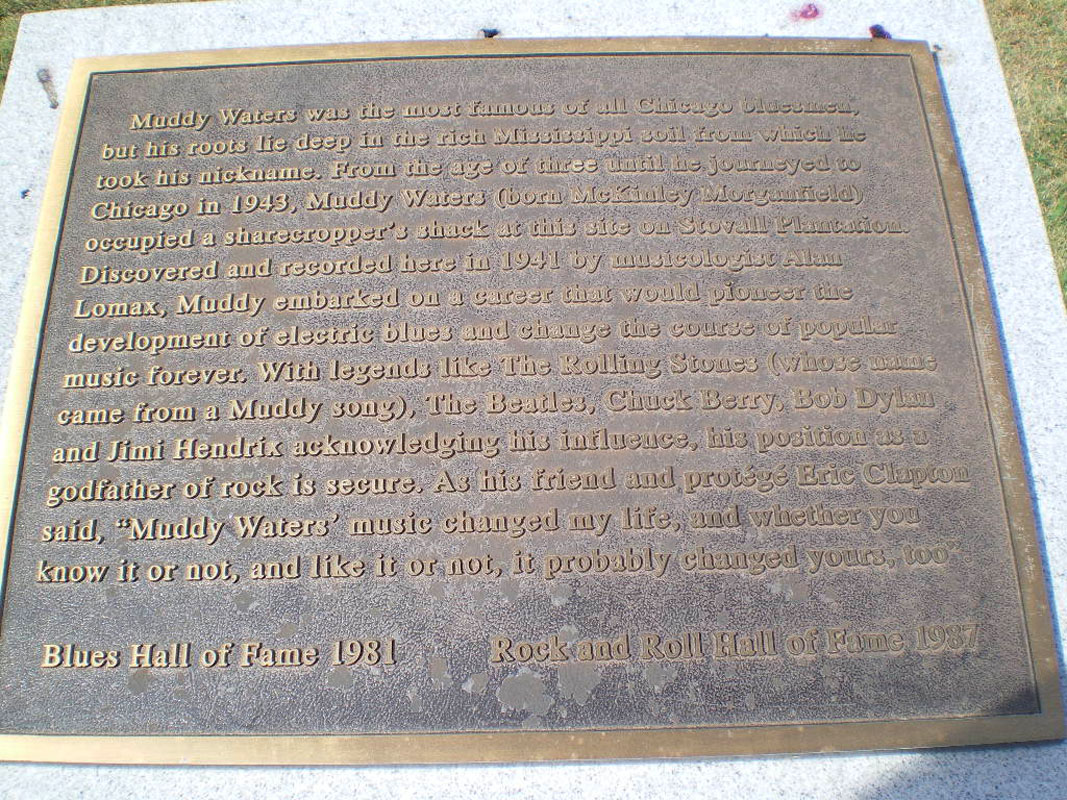 Muddy Waters was the most famous of all Chicago bluesmen,
but his roots lie deep in the rich Mississippi soil from which he
took his nickname. From the age of three until he journeyed to
Chicago in 1943, Muddy Waters (born McKinley Morganfield)
occupied a sharecropper's shack at this site on Stovall Plantation.
Discovered and recorded here in 1941 by musicologist Alan
Lomax, Muddy embarked on a career that would pioneer the
development of electric blues and change the course of popular
music forever. With legends like The Rolling Stones (whose name
came from a Muddy song), The Beatles, Chuck Berry, Bob Dylan
and Jimi Hendrix acknowledging his influence, his position as a
godfather of rock is secure. As his friend and protégé Eric Clapton
said, "Muddy Waters' music changed my life, and whether you
know it or not, and like it or not, it probably changed yours, too"
Blues Hall of Fame 1981 Rock and Roll Hall of Fame 1987